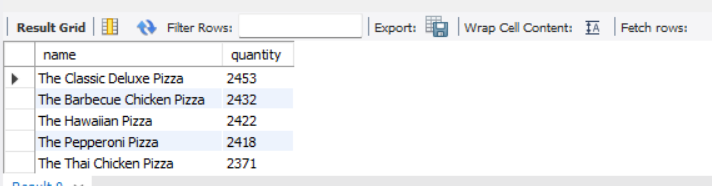 Result Grid Filter Rows: Export: Wrap Cell Content: Fetch rows:
name quantity
The Classic Deluxe Pizza 2453
The Barbecue Chicken Pizza 2432
The Hawaiian Pizza 2422
The Pepperoni Pizza 2418
The Thai Chicken Pizza 2371